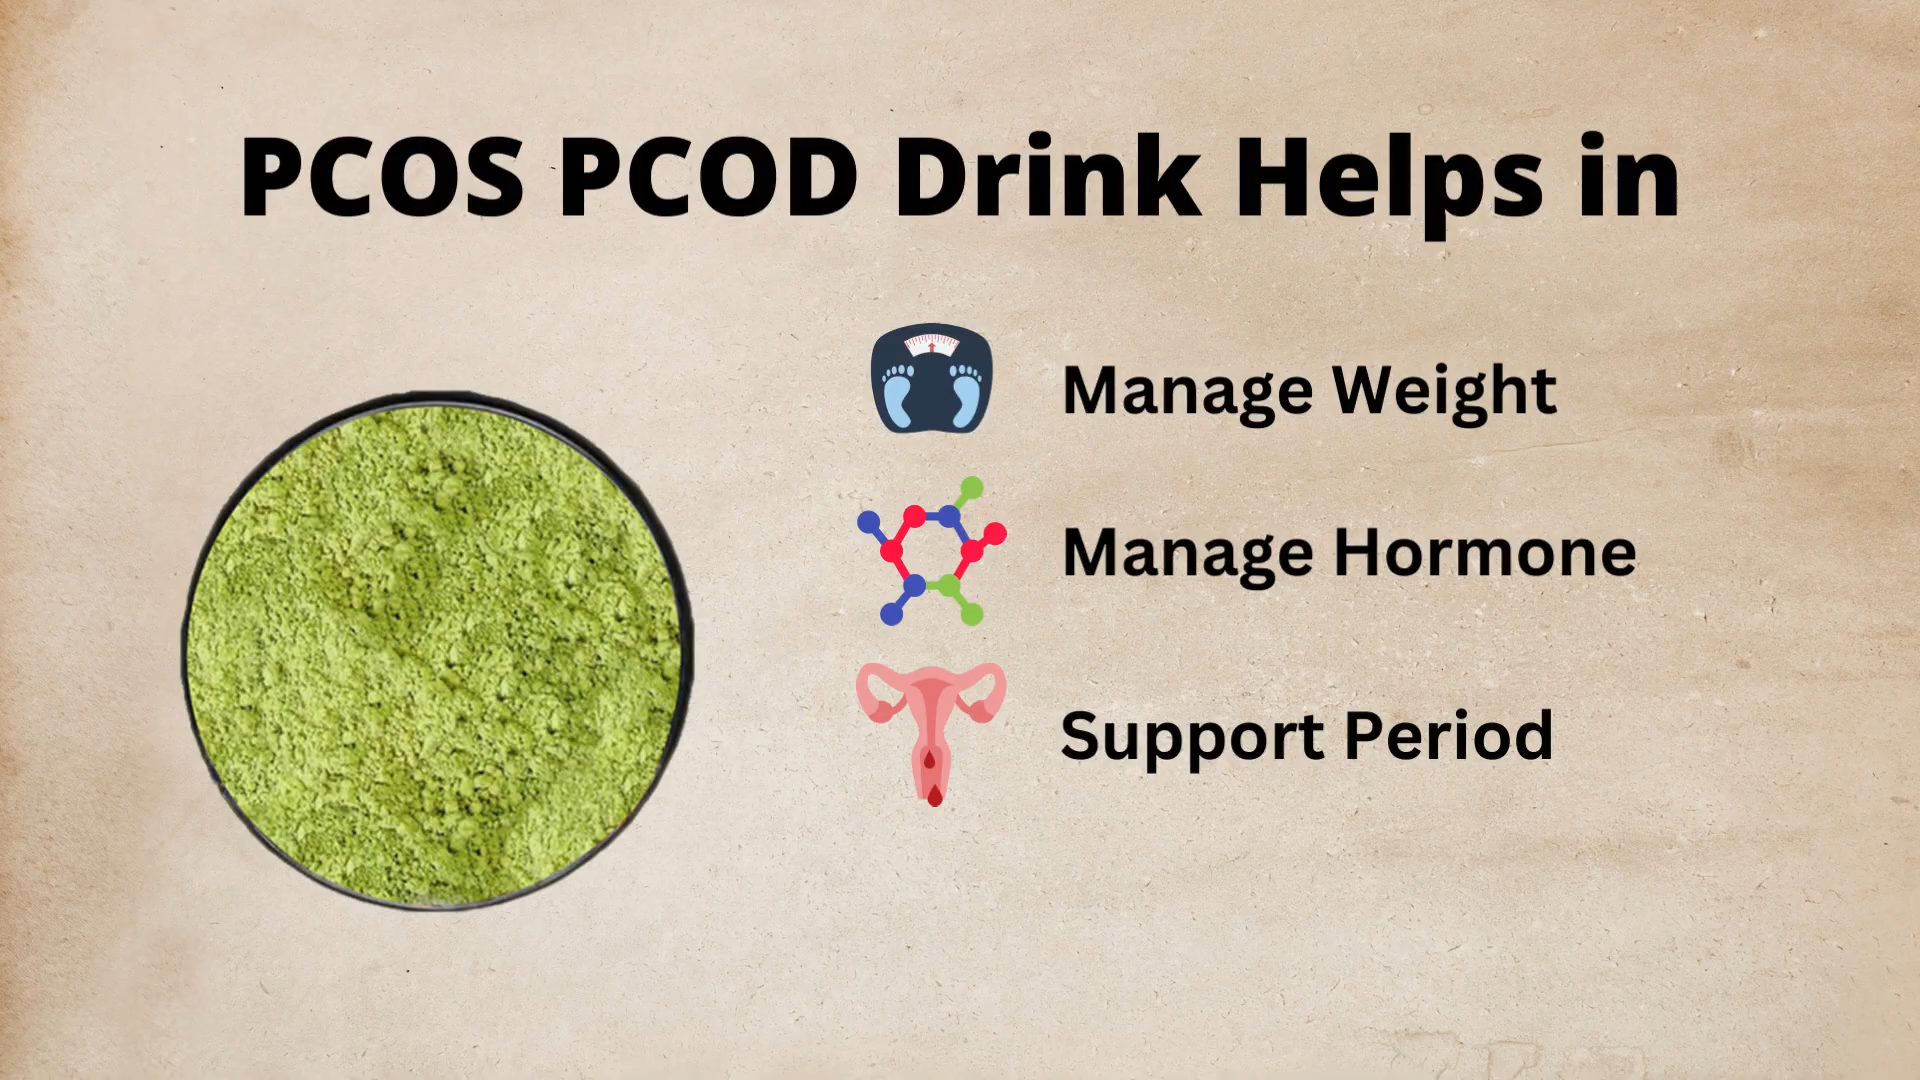 PCOS PCOD Drink Helps in
Manage Weight
Manage Hormone
Support Period